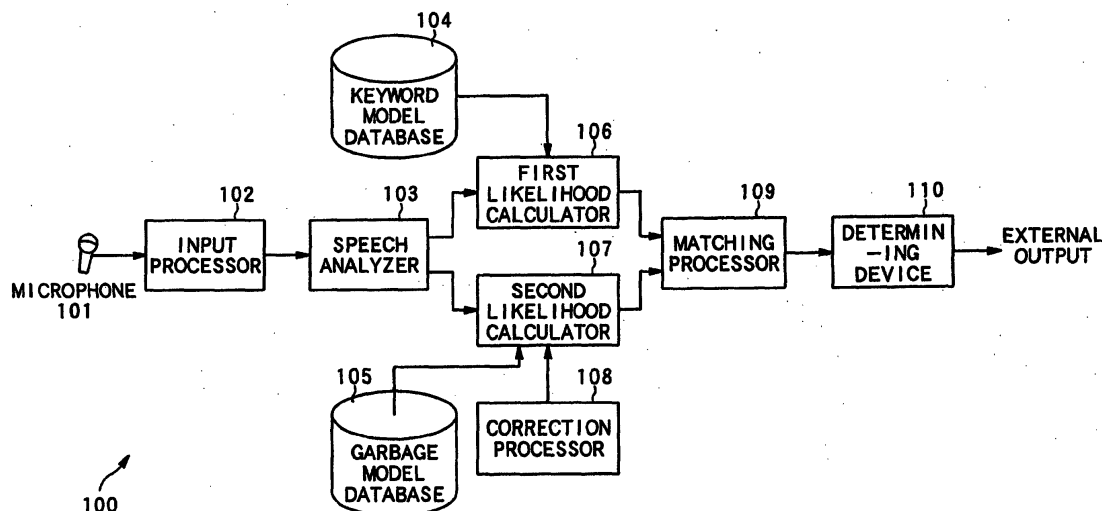 104
KEYWORD
MODEL
DATABASE
106
FIRST
LIKELIHOOD
CALCULATOR
102
INPUT
PROCESSOR
103
SPEECH
ANALYZER
109
MATCHING
PROCESSOR
110
DETERMIN
-ING
DEVICE
EXTERNAL
OUTPUT
MICROPHONE
101
107
SECOND
LIKELIHOOD
CALCULATOR
105
GARBAGE
MODEL
DATABASE
108
CORRECTION
PROCESSOR
100